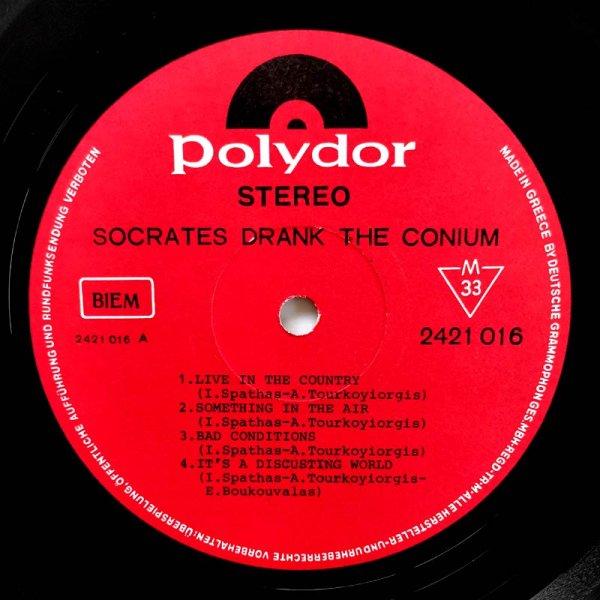 polydor
STEREO
SOCRATES DRANK THE CONIUM
BIEM
M
33
2421 016 A
2421 016
1.LIVE IN THE COUNTRY
(I.Spathas-A.Tourkoyiorgis)
2.SOMETHING IN THE AIR
(I.Spathas-A.Tourkoyiorgis)
3.BAD CONDITIONS
(I.Spathas-A.Tourkoyiorgis)
4.IT'S A DISCUSTING WORLD
(I.Spathas-A.Tourkoyiorgis-
E.Boukouvalas)
MADE IN GREECE BY DEUTSCHE GRAMMOPHON GES.MBH-REGD-TR-M-ALLE HERSTELLER-UND URHEBERRECHTE VORBEHALTEN:ÜBERSPIELUNG,ÖFFENTLICHE AUFFÜHRUNG UND RUNDFUNKSENDUNG VERBOTEN